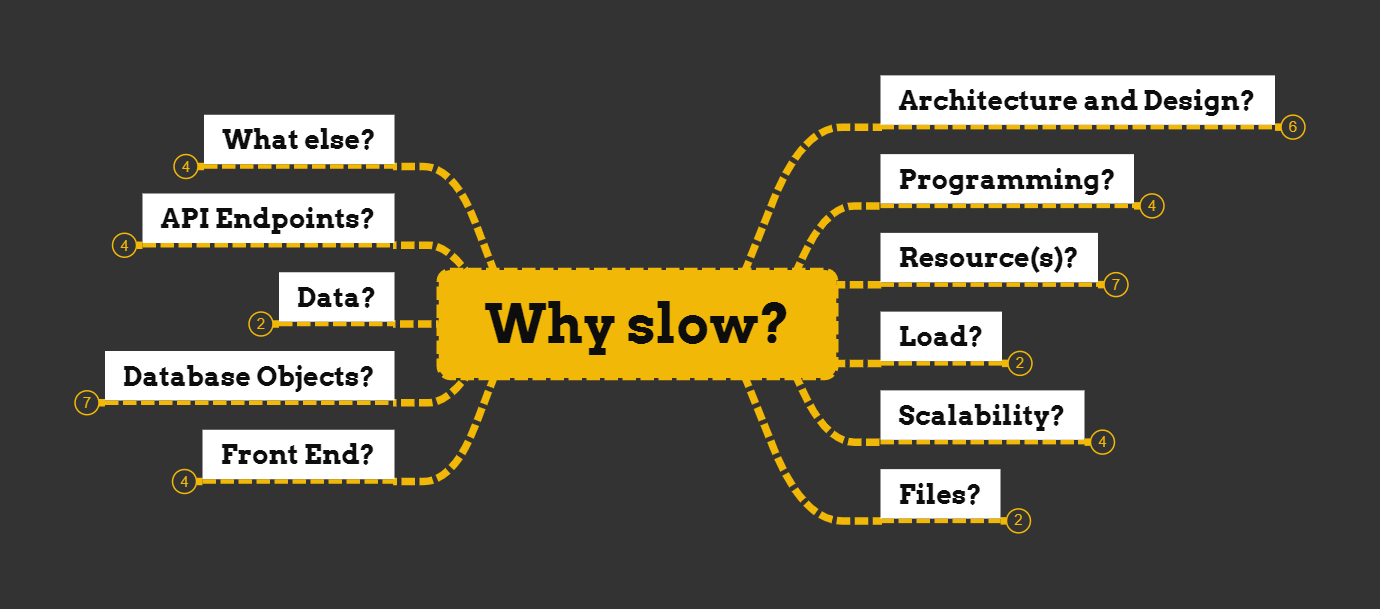 Why slow?
Architecture and Design?
6
Programming?
4
Resource(s)?
7
Load?
2
Scalability?
4
Files?
2
What else?
4
API Endpoints?
4
Data?
2
Database Objects?
7
Front End?
4